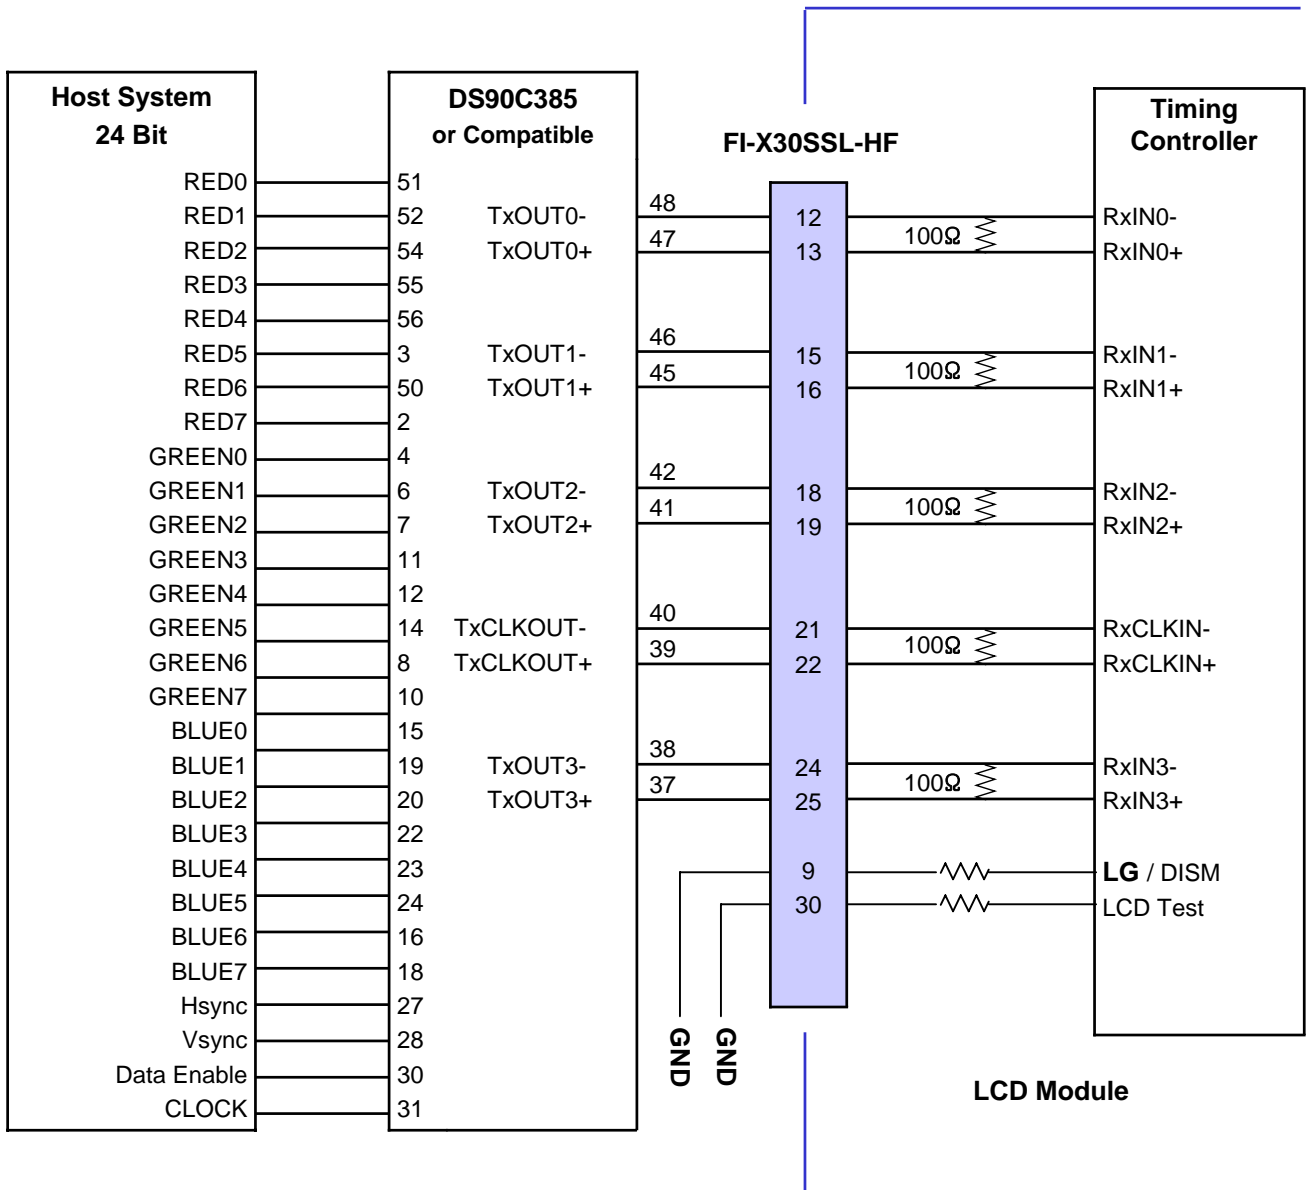 Host System
24 Bit
DS90C385
or Compatible
FI-X30SSL-HF
Timing
Controller
RED0 51
RED1 52 TxOUT0- 48 12 RxIN0-
100Ω
RED2 54 TxOUT0+ 47 13 RxIN0+
RED3 55
RED4 56
RED5 3 TxOUT1- 46 15 RxIN1-
100Ω
RED6 50 TxOUT1+ 45 16 RxIN1+
RED7 2
GREEN0 4
GREEN1 6 TxOUT2- 42 18 RxIN2-
100Ω
GREEN2 7 TxOUT2+ 41 19 RxIN2+
GREEN3 11
GREEN4 12
GREEN5 14 TxCLKOUT- 40 21 RxCLKIN-
100Ω
GREEN6 8 TxCLKOUT+ 39 22 RxCLKIN+
GREEN7 10
BLUE0 15
BLUE1 19 TxOUT3- 38 24 RxIN3-
100Ω
BLUE2 20 TxOUT3+ 37 25 RxIN3+
BLUE3 22
BLUE4 23 9 LG / DISM
BLUE5 24 30 LCD Test
BLUE6 16
BLUE7 18
Hsync 27
Vsync 28
Data Enable 30
CLOCK 31
GND
GND
LCD Module